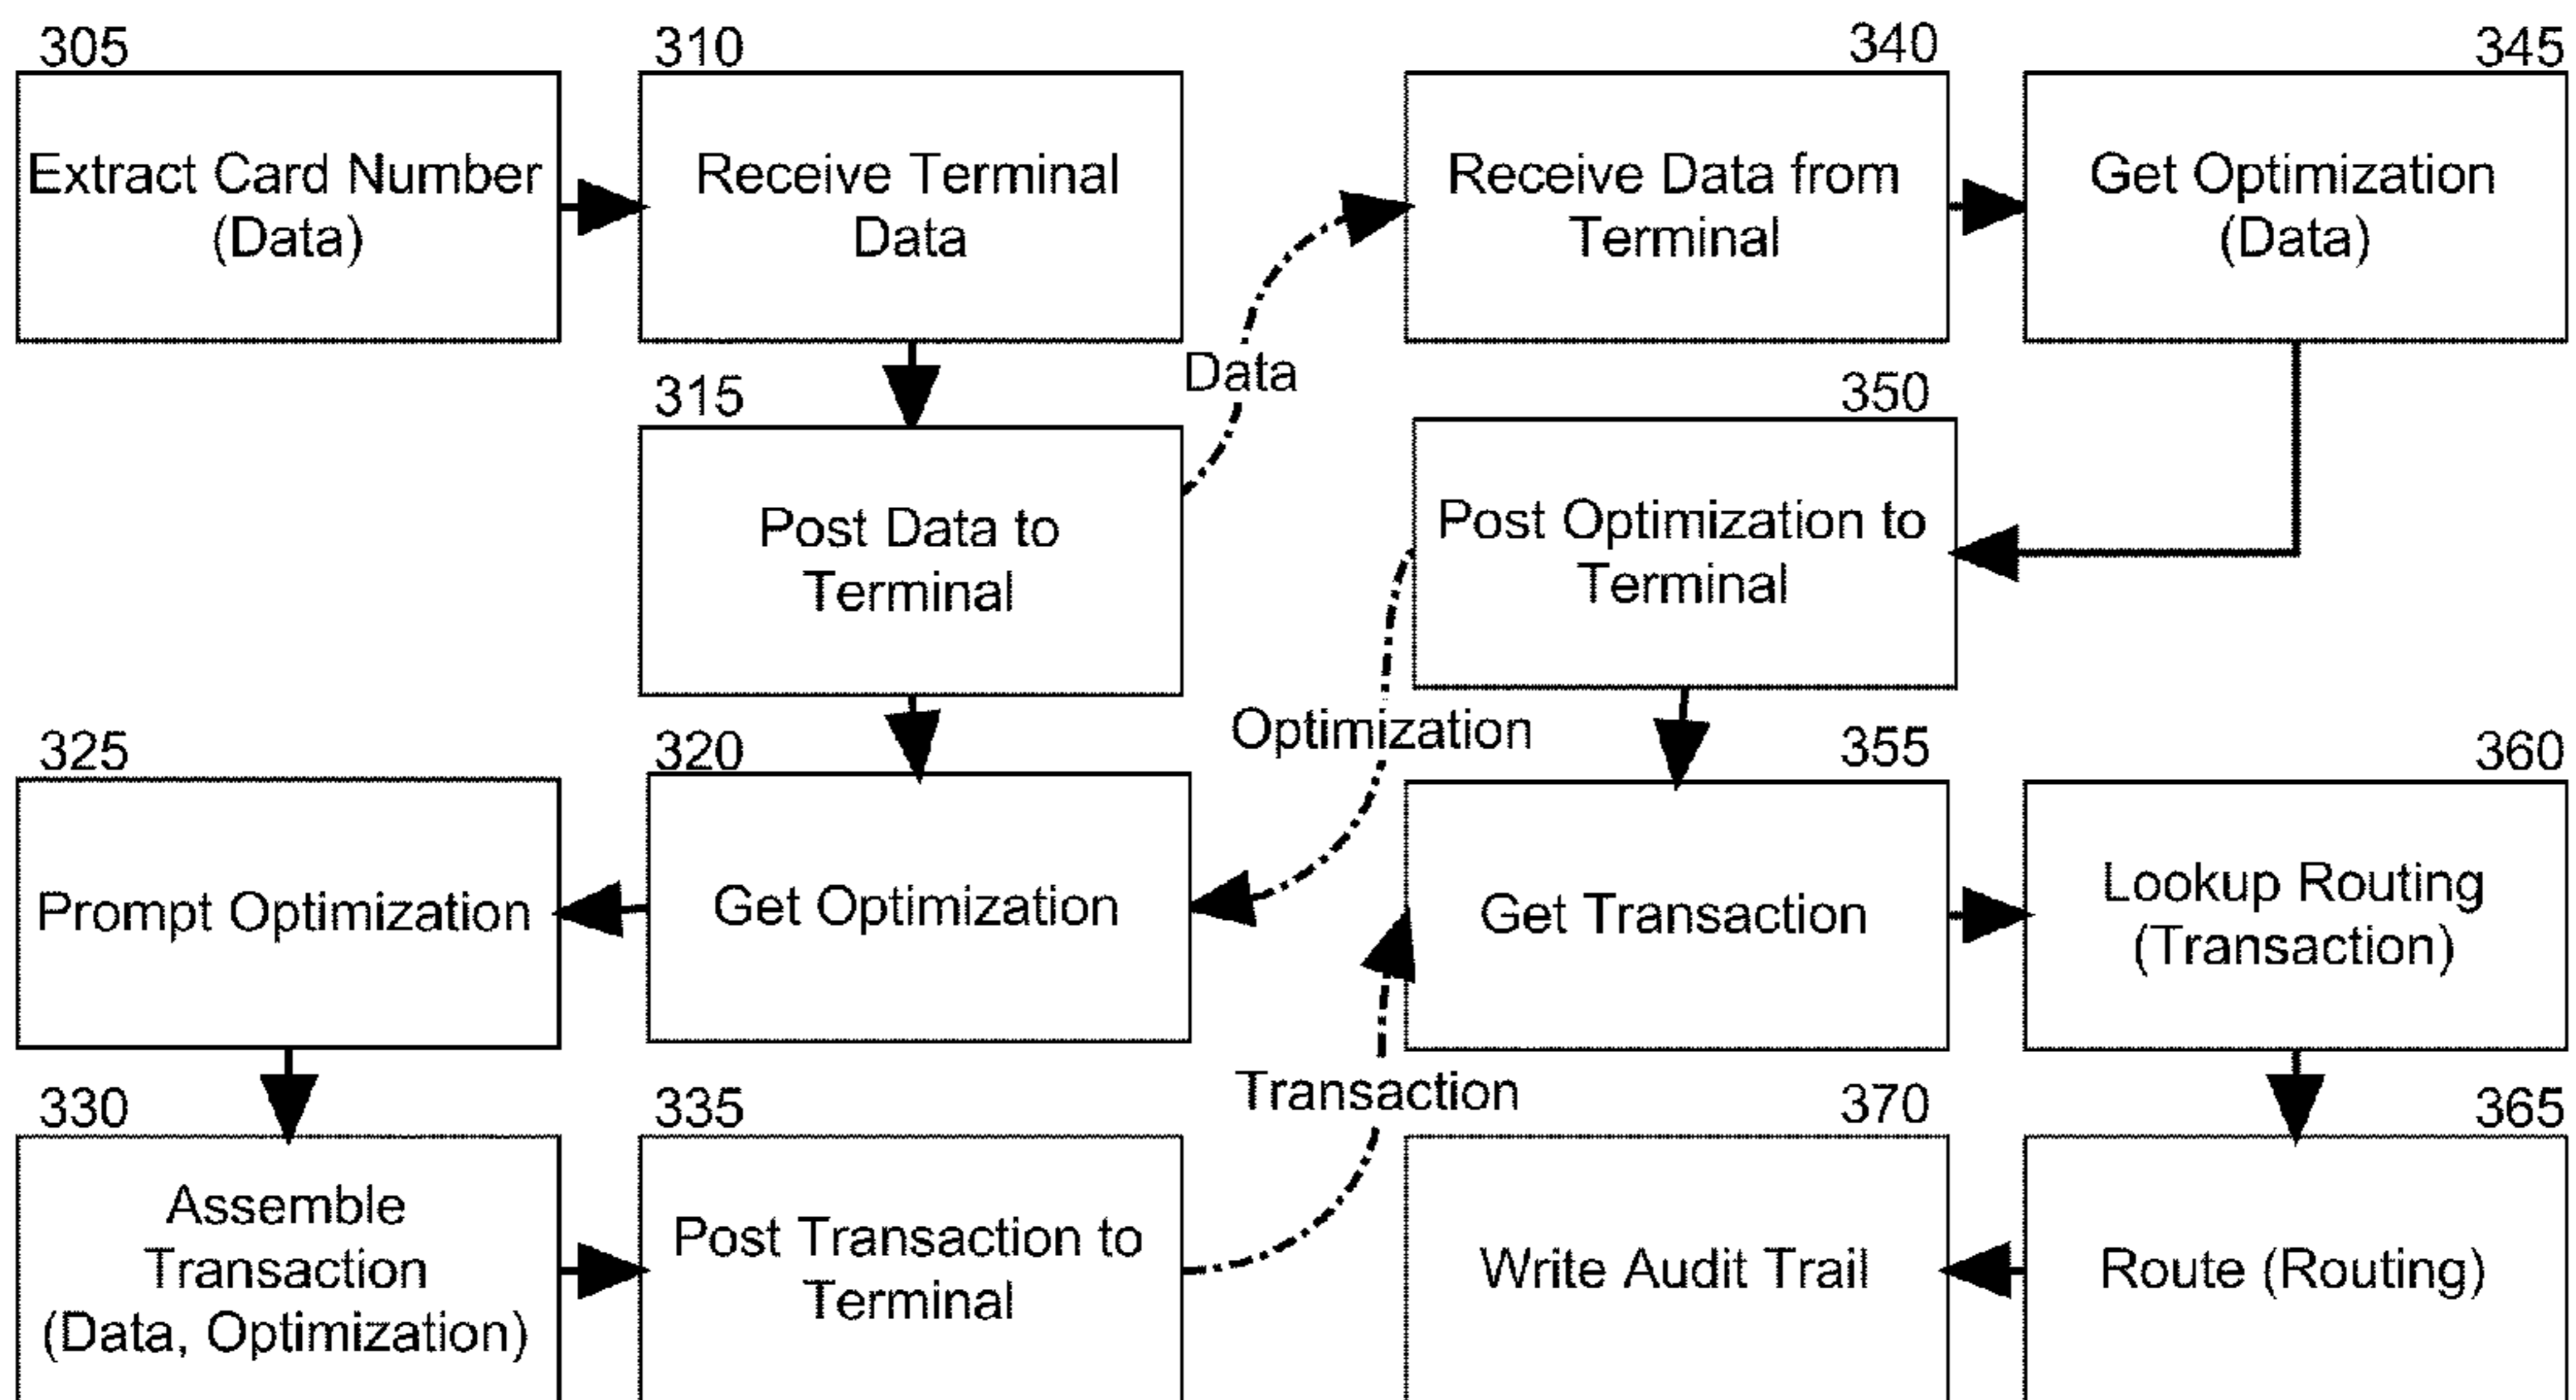 305
Extract Card Number
(Data)
310
Receive Terminal
Data
340
Receive Data from
Terminal
345
Get Optimization
(Data)
Data
315
Post Data to
Terminal
350
Post Optimization to
Terminal
Optimization
325
Prompt Optimization
320
Get Optimization
355
Get Transaction
360
Lookup Routing
(Transaction)
Transaction
330
Assemble
Transaction
(Data, Optimization)
335
Post Transaction to
Terminal
370
Write Audit Trail
365
Route (Routing)